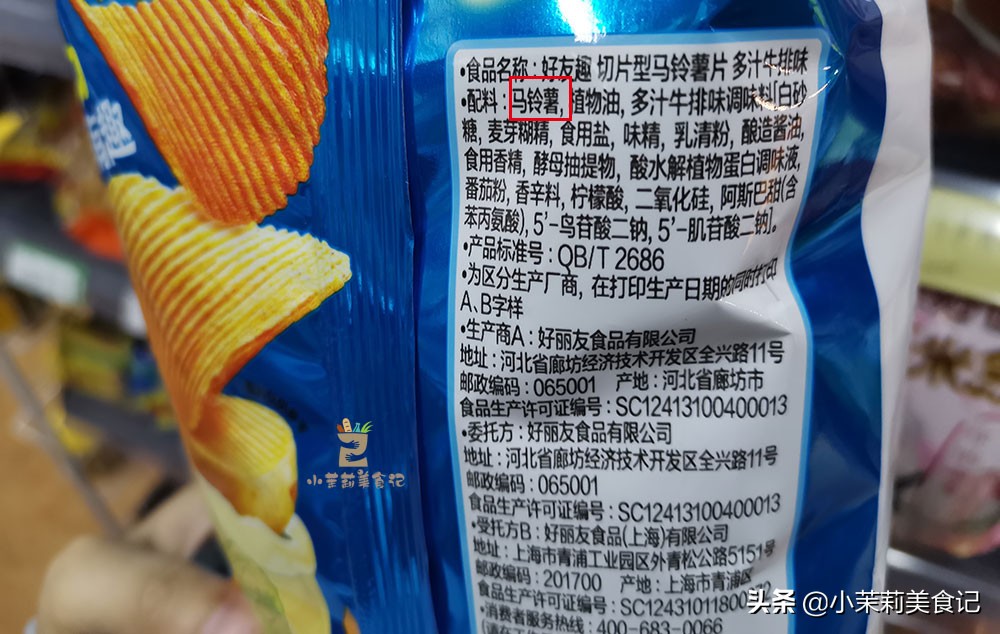 •食品名称：好友趣 切片型马铃薯片 多汁牛排味
•配料：马铃薯, 植物油, 多汁牛排味调味料[白砂
糖, 麦芽糊精, 食用盐, 味精, 乳清粉, 酿造酱油,
食用香精, 酵母抽提物, 酸水解植物蛋白调味液,
番茄粉, 香辛料, 柠檬酸, 二氧化硅, 阿斯巴甜(含
苯丙氨酸), 5'-鸟苷酸二钠, 5'-肌苷酸二钠]。
•产品标准号：QB/T 2686
•为区分生产厂商, 在打印生产日期的同时打印
A、B字样
•生产商A：好丽友食品有限公司
地址：河北省廊坊经济技术开发区全兴路11号
邮政编码：065001 产地：河北省廊坊市
食品生产许可证编号：SC12413100400013
•委托方：好丽友食品有限公司
地址：河北省廊坊经济技术开发区全兴路11号
邮政编码：065001
食品生产许可证编号：SC12413100400013
•受托方B：好丽友食品(上海)有限公司
地址：上海市青浦工业园区外青松公路5151号
邮政编码：201700 产地：上海市青浦区
食品生产许可证编号：
•消费者服务热线：400-683-0066
小茉莉美食记
头条 @小茉莉美食记